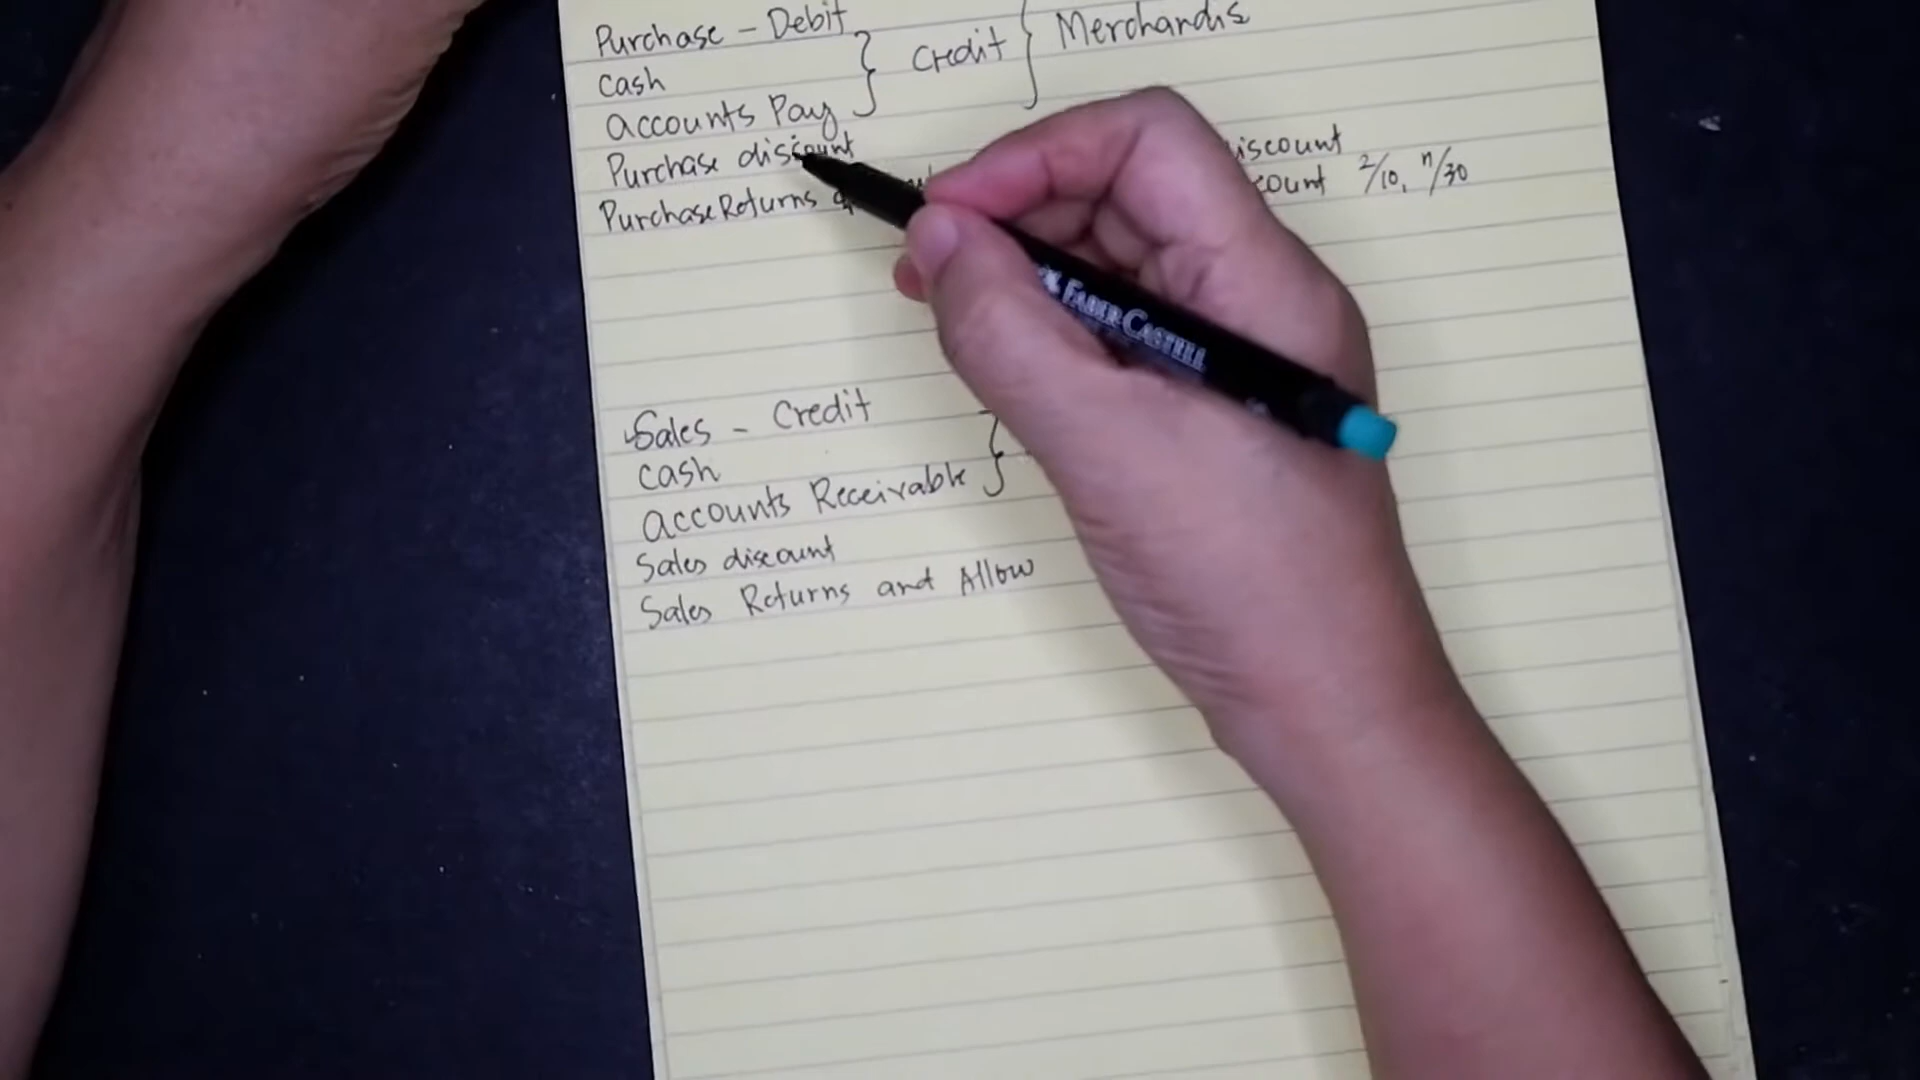 Purchase - Debit
Cash
Accounts Pay } Credit { Merchandis
Purchase discount
Purchase Returns
iscount
count 2/10, n/30
FABER-CASTELL
Sales - Credit
Cash
Accounts Receivable }
Sales discount
Sales Returns and Allow